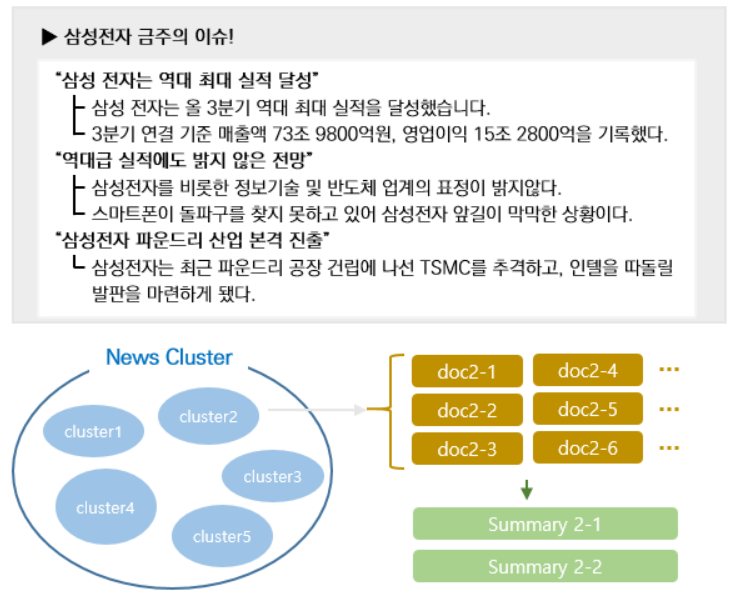 ▶ 삼성전자 금주의 이슈!
“삼성 전자는 역대 최대 실적 달성”
삼성 전자는 올 3분기 역대 최대 실적을 달성했습니다.
3분기 연결 기준 매출액 73조 9800억원, 영업이익 15조 2800억을 기록했다.
“역대급 실적에도 밝지 않은 전망”
삼성전자를 비롯한 정보기술 및 반도체 업계의 표정이 밝지않다.
스마트폰이 돌파구를 찾지 못하고 있어 삼성전자 앞길이 막막한 상황이다.
“삼성전자 파운드리 산업 본격 진출”
삼성전자는 최근 파운드리 공장 건립에 나선 TSMC를 추격하고, 인텔을 따돌릴
발판을 마련하게 됐다.
News Cluster
cluster1
cluster2
cluster3
cluster4
cluster5
doc2-1 doc2-4 ...
doc2-2 doc2-5 ...
doc2-3 doc2-6 ...
Summary 2-1
Summary 2-2